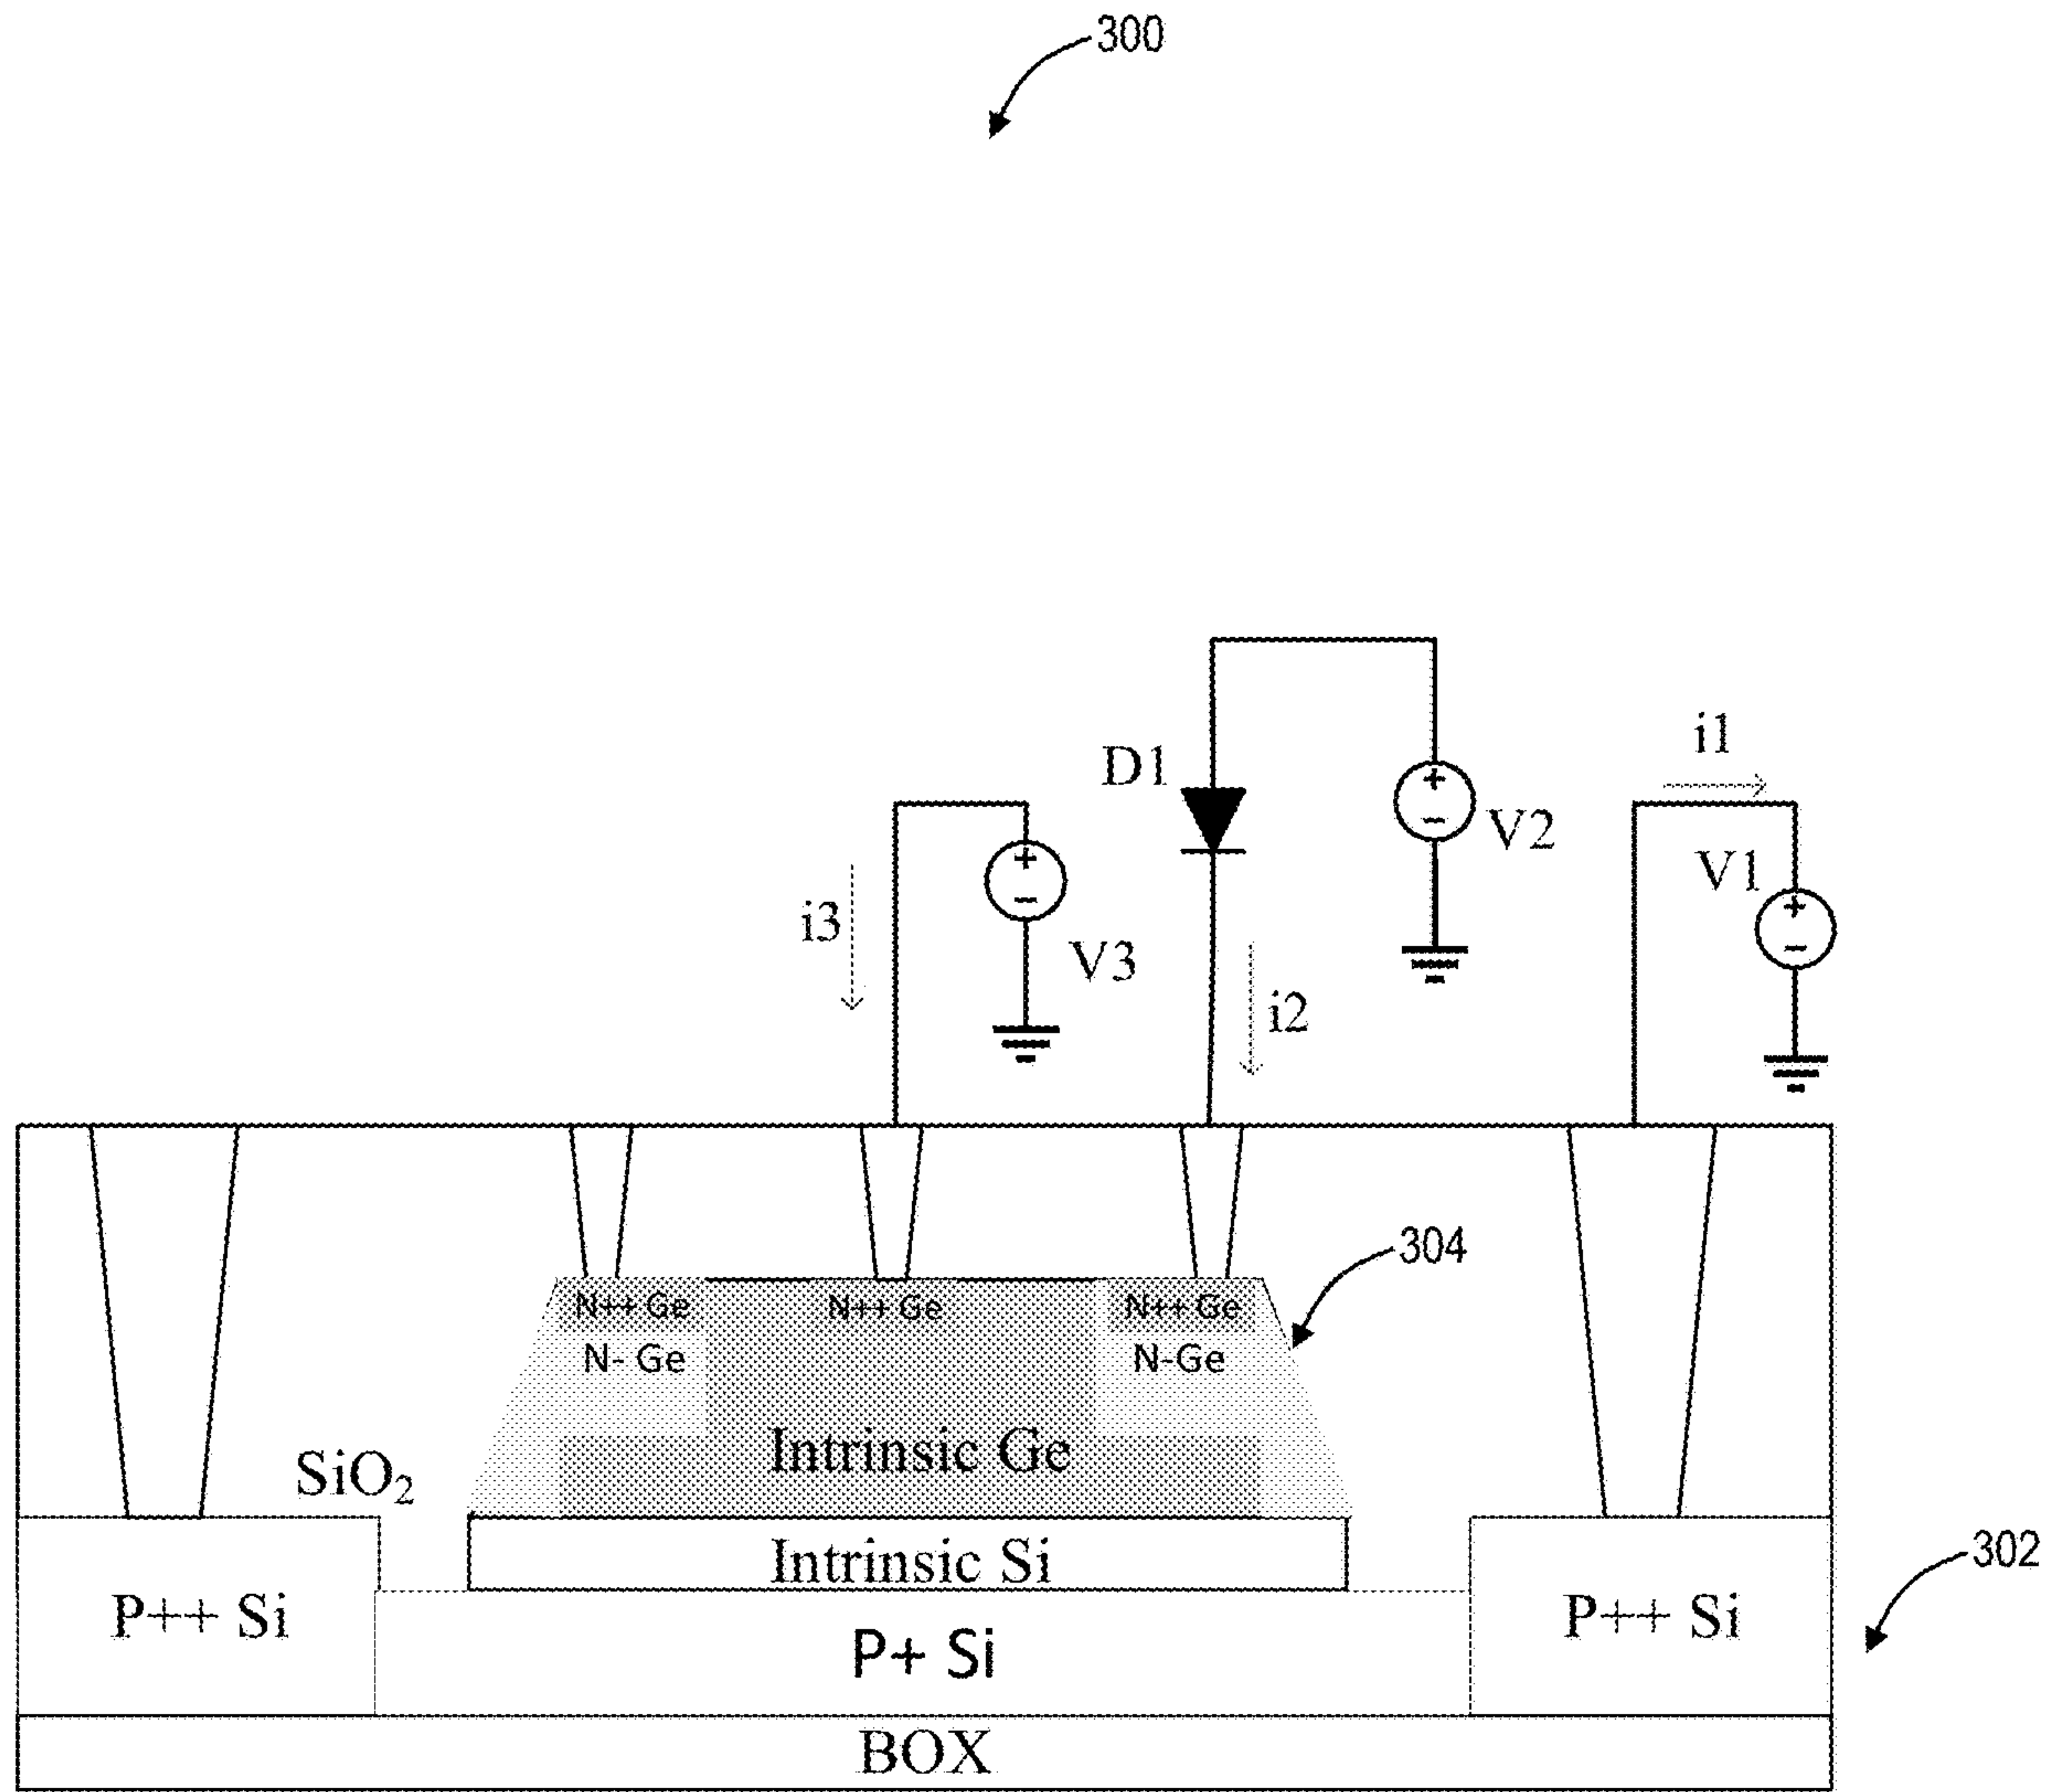 300
i1
D1
+
-
V2
V1
+
-
i3
+
-
V3
i2
304
N++ Ge
N++ Ge
N++ Ge
N- Ge
N-Ge
Intrinsic Ge
SiO₂
Intrinsic Si
302
P++ Si
P++ Si
P+ Si
BOX